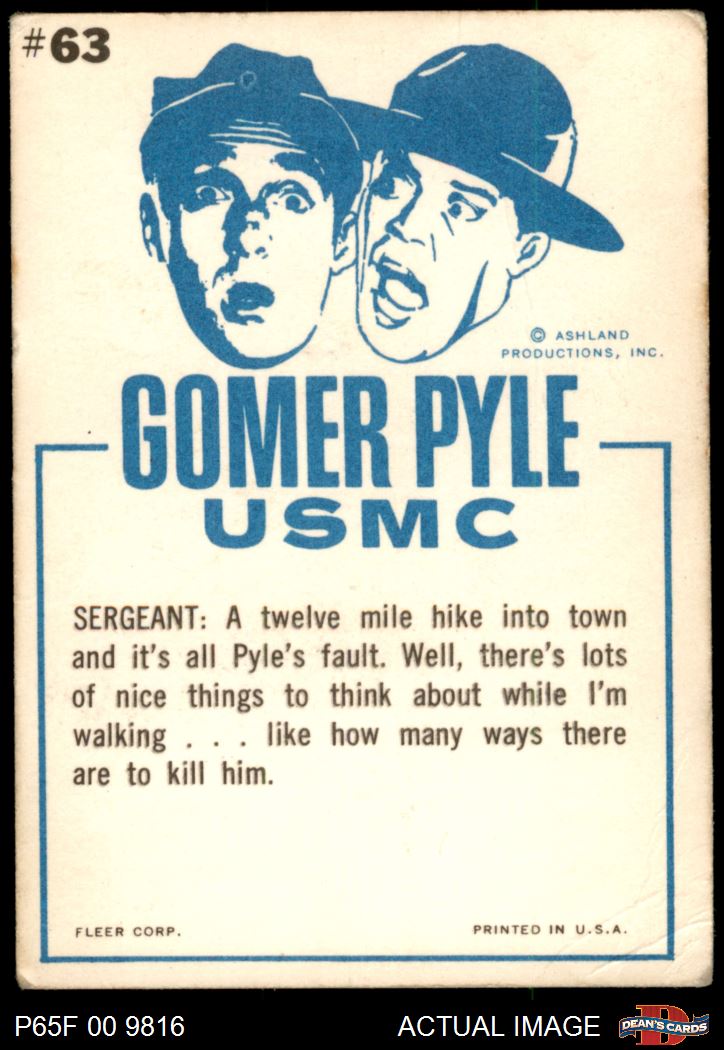 #63
© ASHLAND
PRODUCTIONS, INC.
GOMER PYLE
USMC
SERGEANT: A twelve mile hike into town
and it's all Pyle's fault. Well, there's lots
of nice things to think about while I'm
walking . . . like how many ways there
are to kill him.
FLEER CORP.
PRINTED IN U.S.A.
P65F 00 9816
ACTUAL IMAGE
D
DEAN'S CARDS